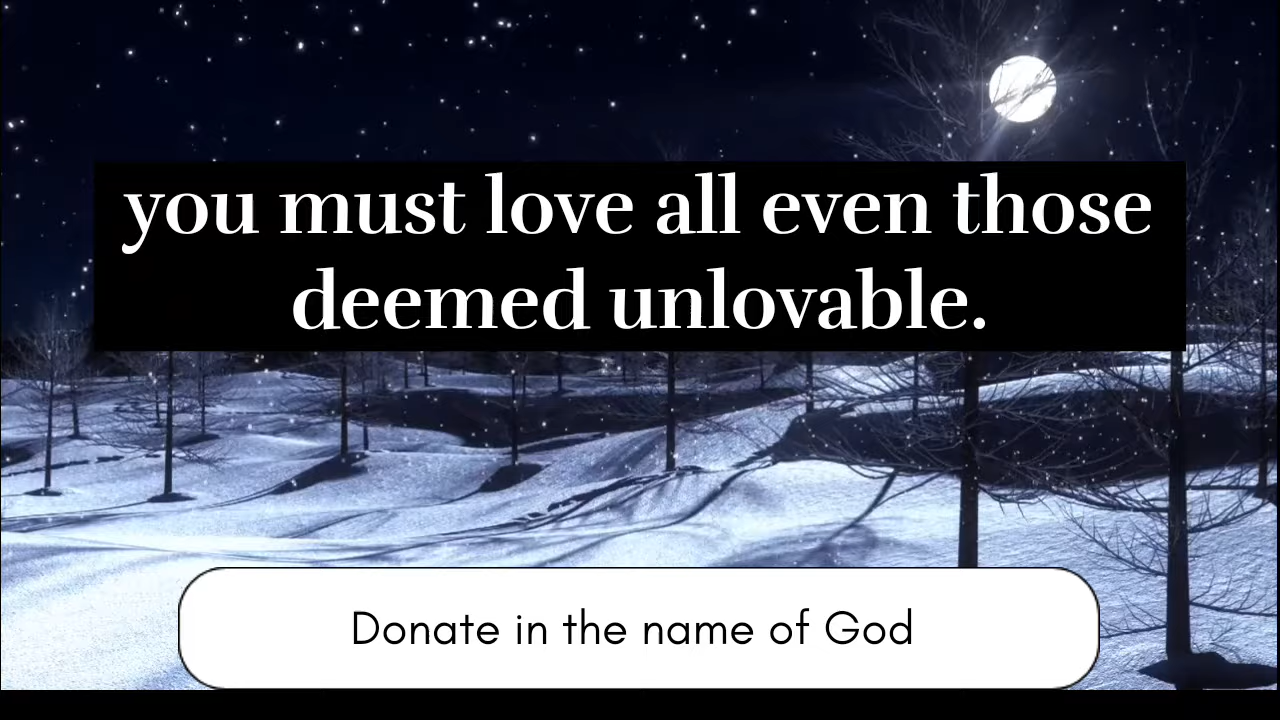 you must love all even those
deemed unlovable.
Donate in the name of God